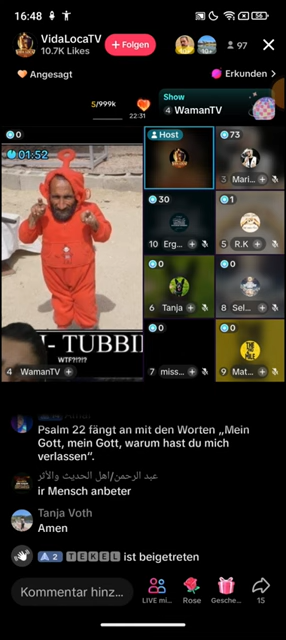 16:48
56
VidaLocaTV
10.7K Likes
+ Folgen
97
Angesagt
Erkunden
5/999k
22:31
Show
4 WamanTV
0
01:52
Host
73
3 Mari...
30
10 Erg...
1
5 R.K
0
6 Tanja
0
8 Sel...
0
7 miss...
0
9 Mat...
- TUBBI
WTF?!?!?
4 WamanTV
Psalm 22 fängt an mit den Worten „Mein
Gott, mein Gott, warum hast du mich
verlassen“.
عبد الرحمن/اهل الحديث والأثر
ir Mensch anbeter
Tanja Voth
Amen
2 TEKEL ist beigetreten
Kommentar hinz...
LIVE mi...
Rose
Gesche...
15